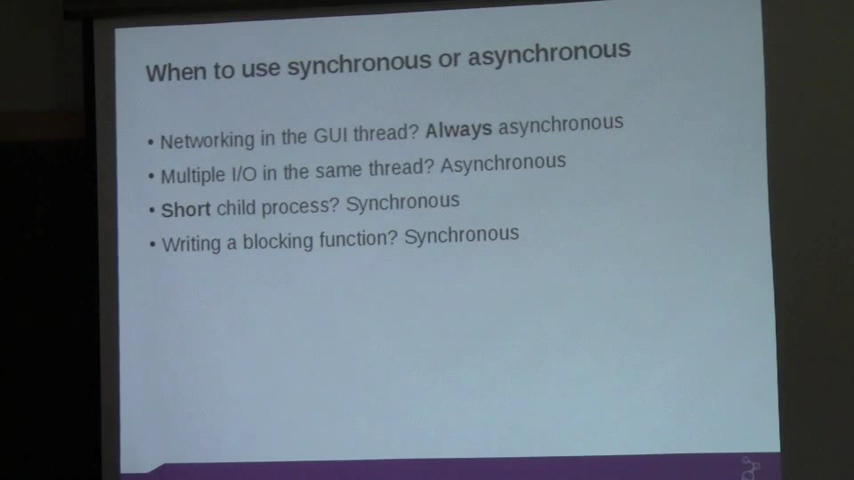 When to use synchronous or asynchronous
• Networking in the GUI thread? Always asynchronous
• Multiple I/O in the same thread? Asynchronous
• Short child process? Synchronous
• Writing a blocking function? Synchronous